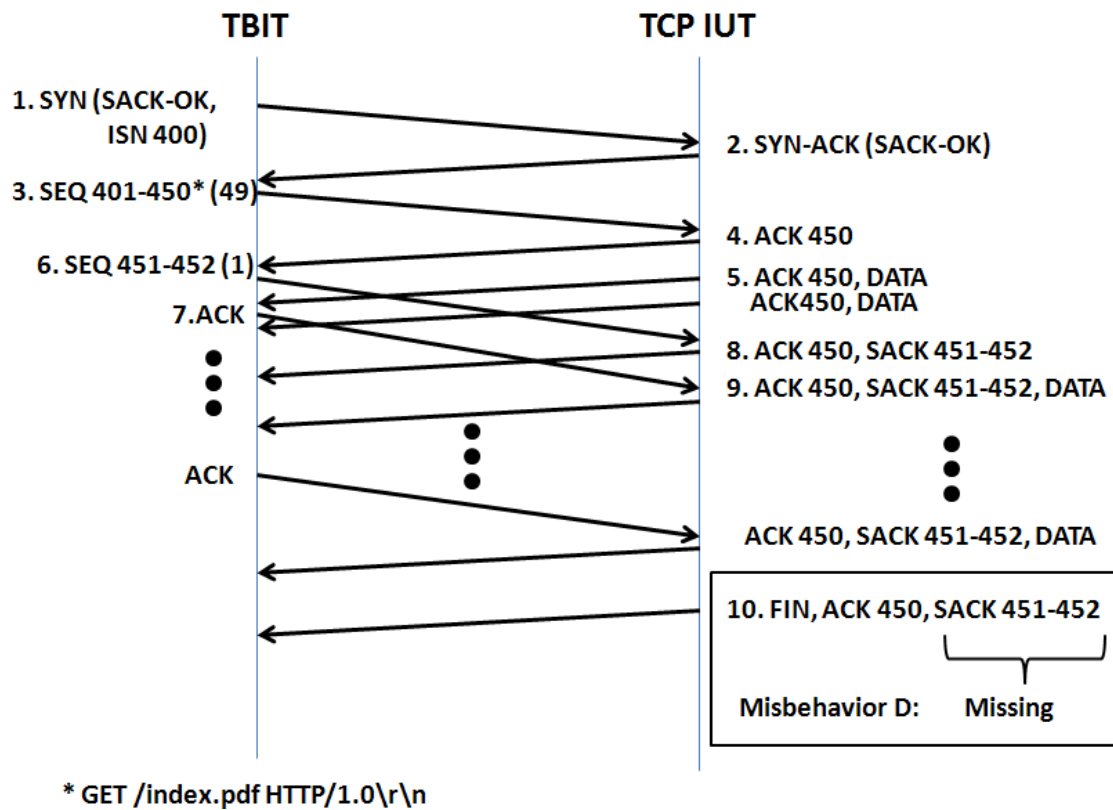 TBIT
TCP IUT
1. SYN (SACK-OK,
ISN 400)
2. SYN-ACK (SACK-OK)
3. SEQ 401-450* (49)
4. ACK 450
6. SEQ 451-452 (1)
5. ACK 450, DATA
ACK450, DATA
7.ACK
8. ACK 450, SACK 451-452
9. ACK 450, SACK 451-452, DATA
ACK
ACK 450, SACK 451-452, DATA
10. FIN, ACK 450, SACK 451-452
Misbehavior D: Missing
* GET /index.pdf HTTP/1.0\r\n